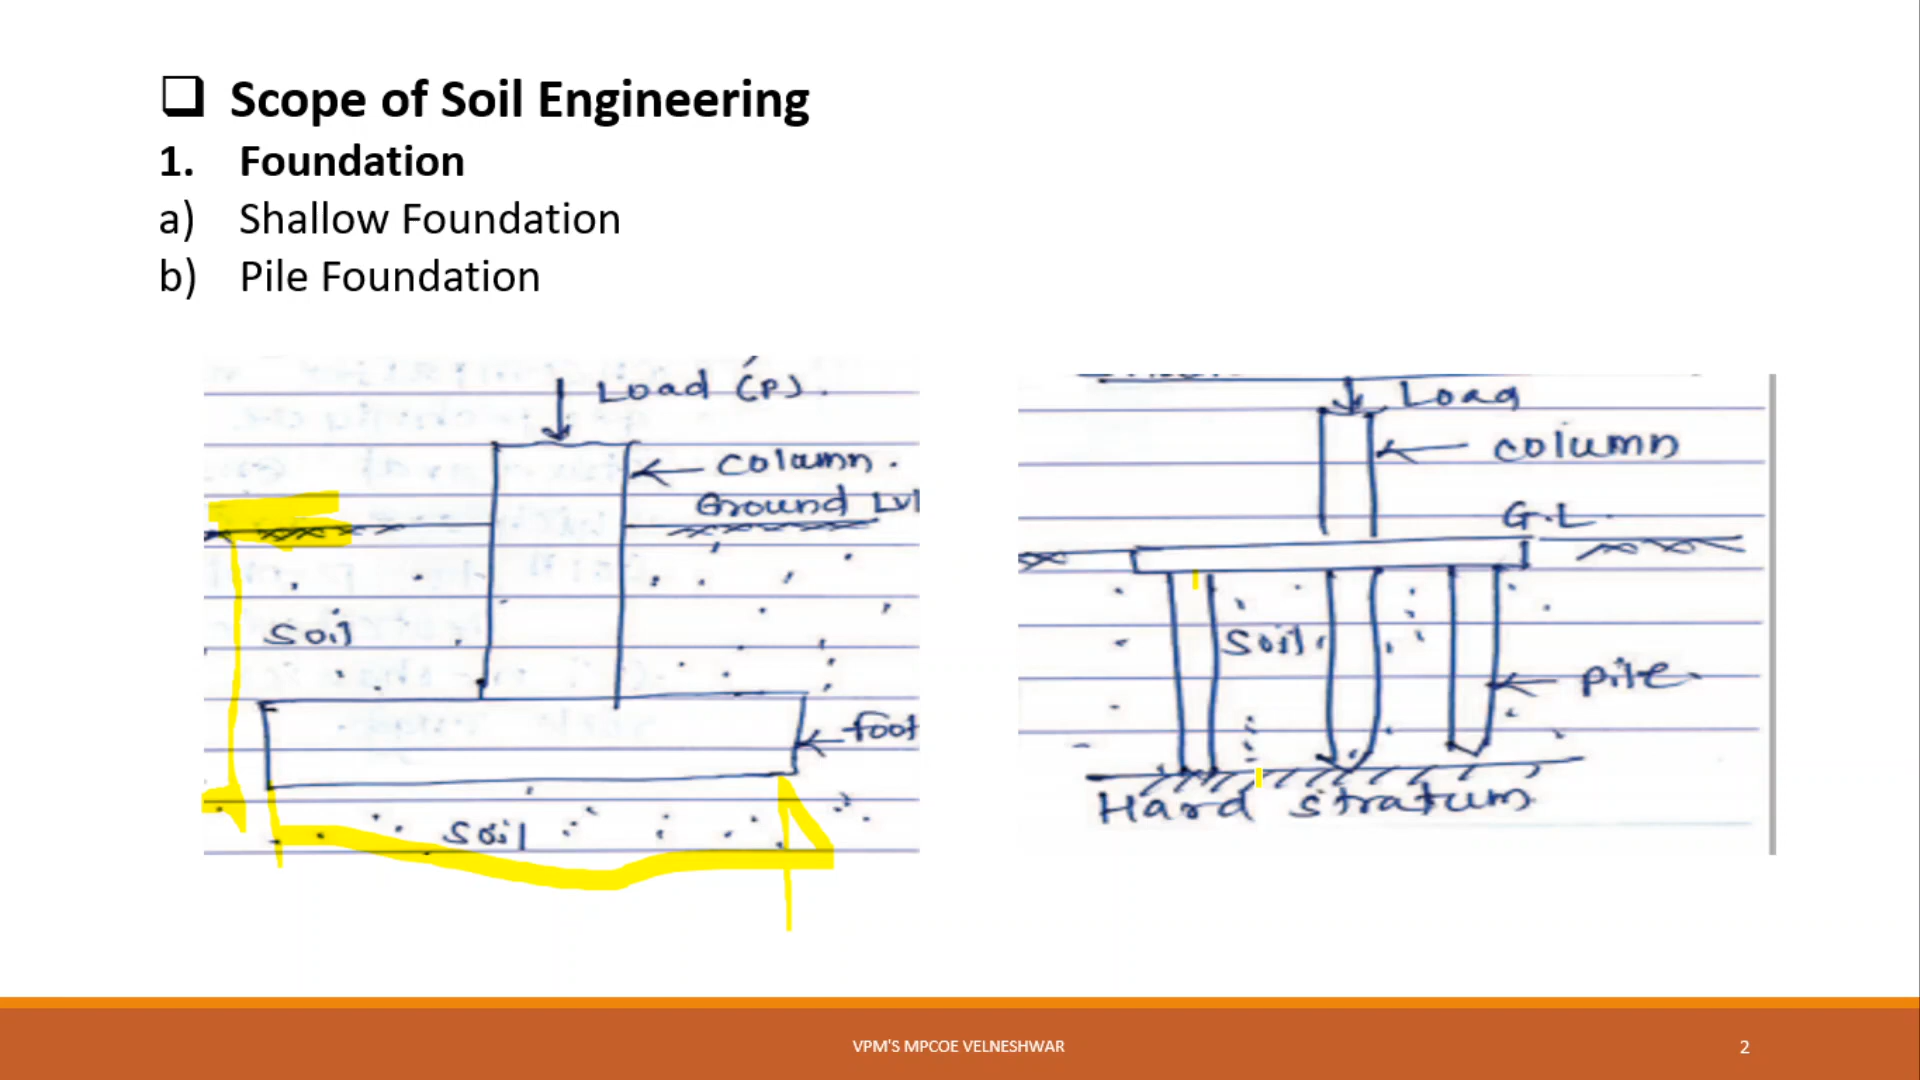 ❑ Scope of Soil Engineering
1. Foundation
a) Shallow Foundation
b) Pile Foundation
Load (P).
column.
Ground Lvl
Soil
foot
Soil
Load
column
G.L.
Soil
pile
Hard stratum
VPM'S MPCOE VELNESHWAR
2